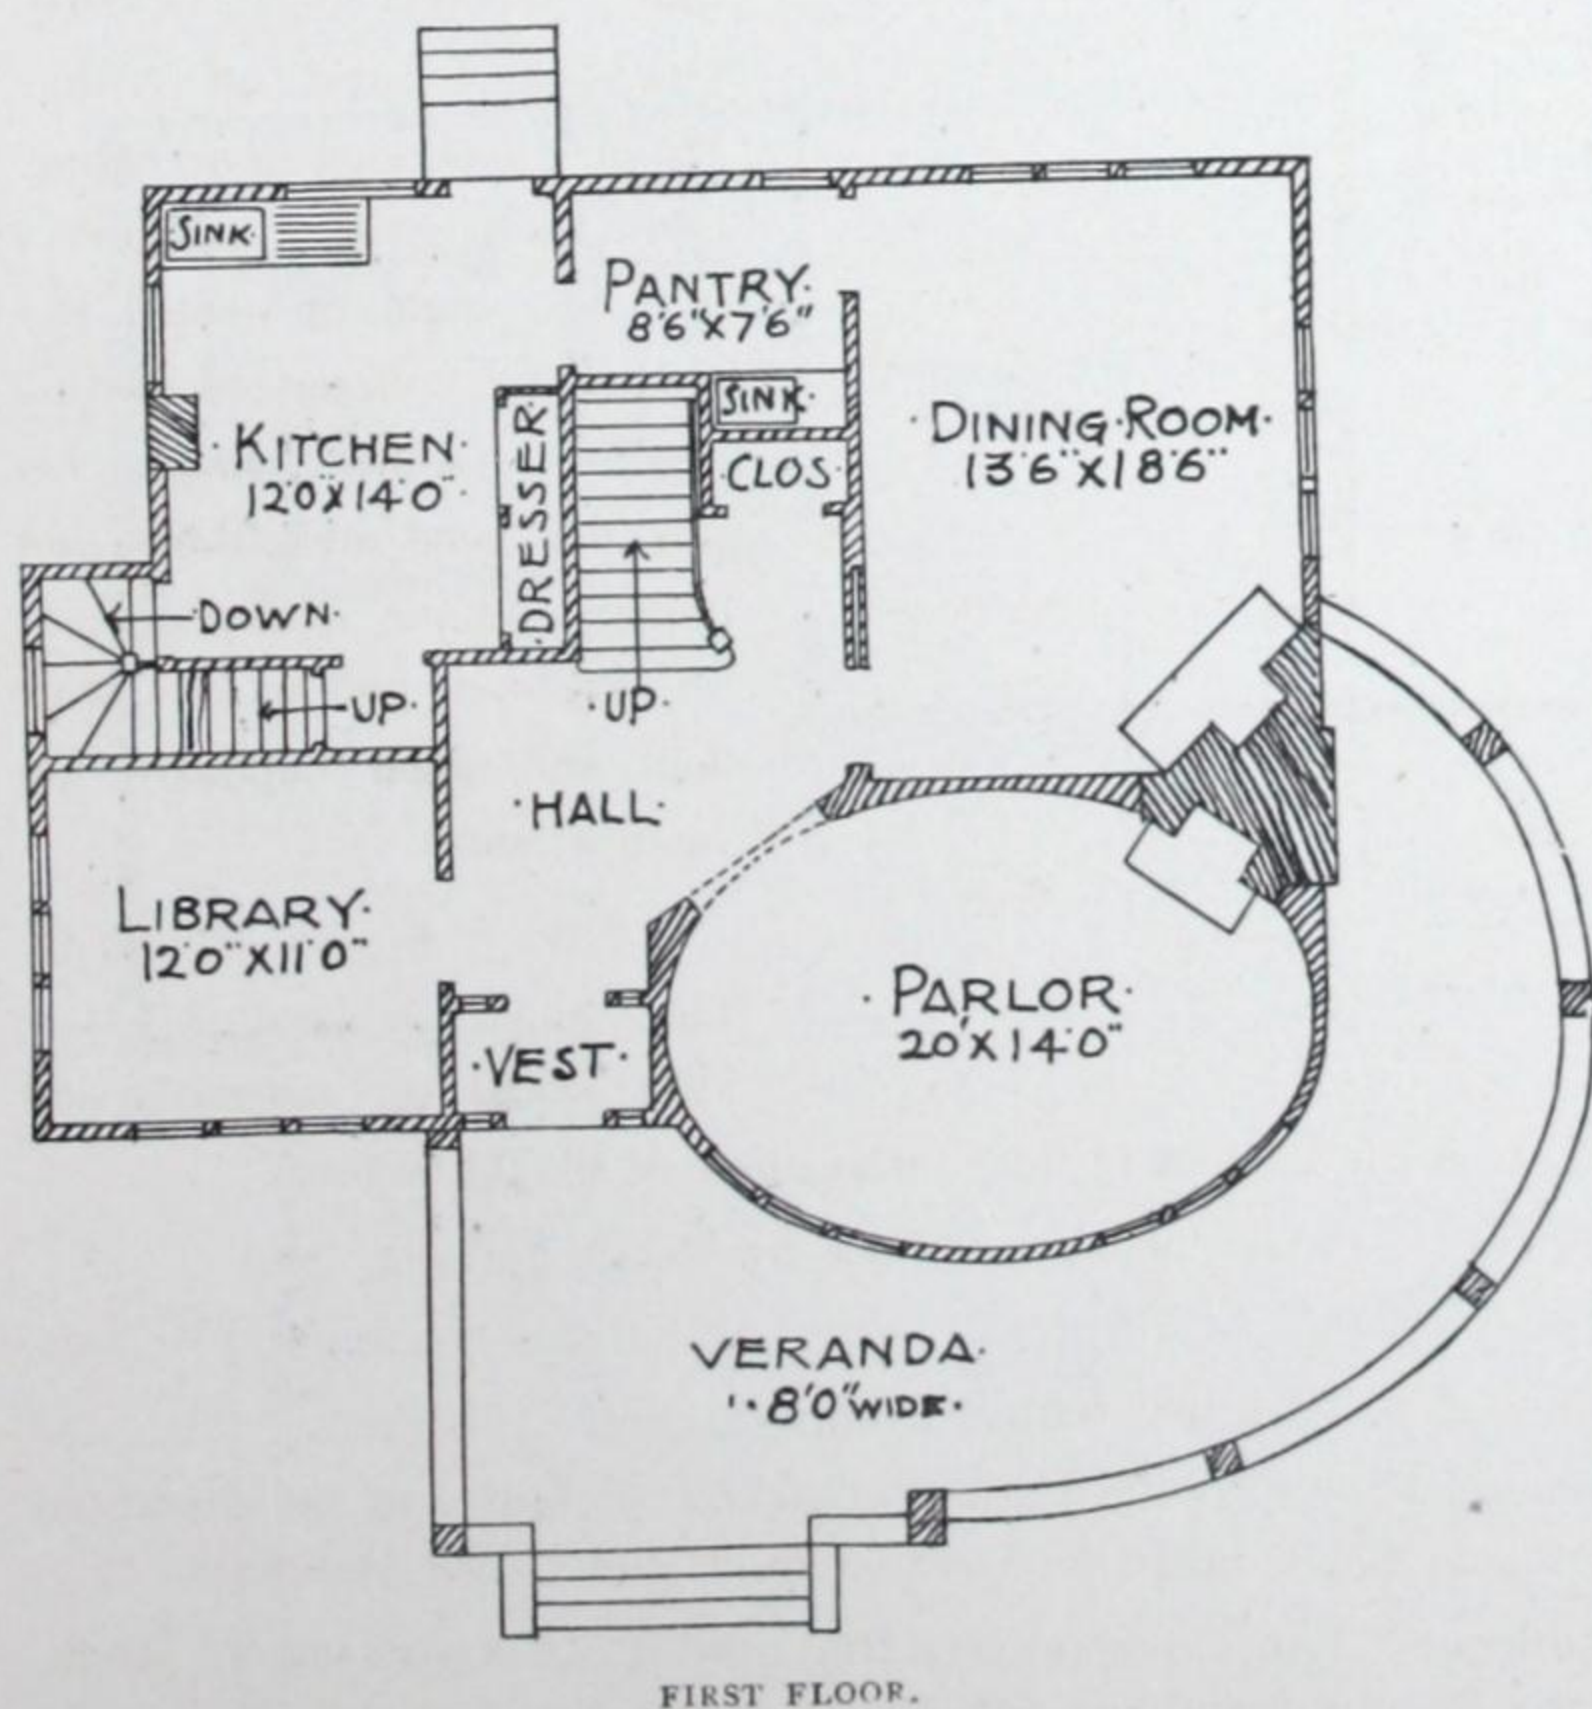 SINK.
PANTRY.
8'6"X7'6"
SINK.
·DINING·ROOM·
13'6"X18'6"
·KITCHEN·
12'0"X14'0"
DRESSER
CLOS.
·DOWN·
UP.
·UP·
·HALL·
LIBRARY.
12'0"X11'0"
·PARLOR·
20'X14'0"
·VEST·
VERANDA.
8'0" WIDE.
FIRST FLOOR.